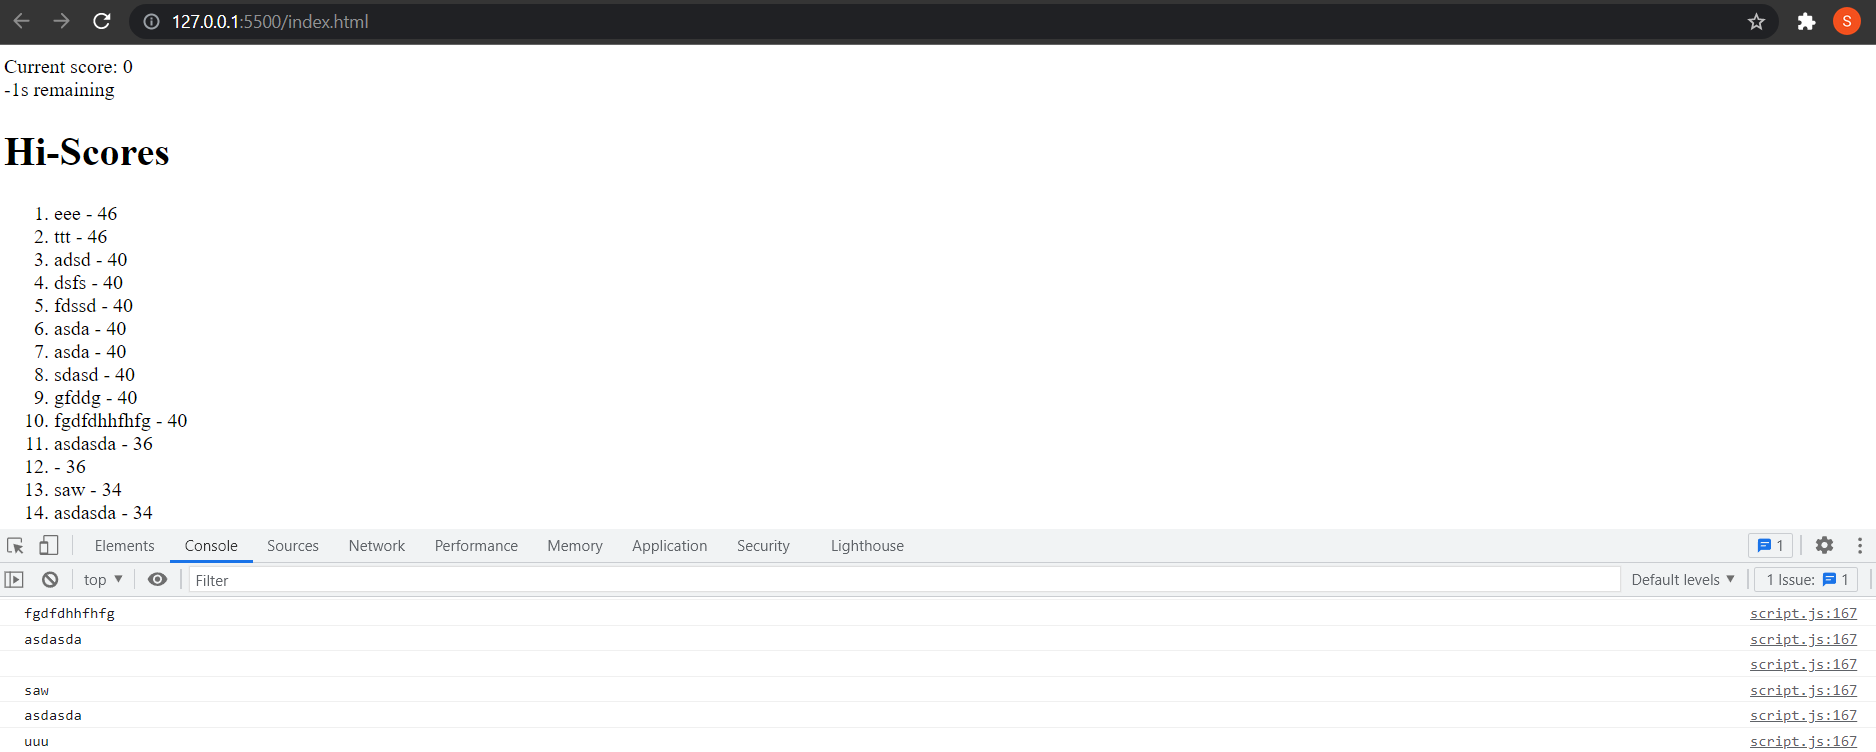 127.0.0.1:5500/index.html
S
Current score: 0
-1s remaining
Hi-Scores
1. eee - 46
2. ttt - 46
3. adsd - 40
4. dsfs - 40
5. fdssd - 40
6. asda - 40
7. asda - 40
8. sdasd - 40
9. gfddg - 40
10. fgdfdhhfhfg - 40
11. asdasda - 36
12. - 36
13. saw - 34
14. asdasda - 34
Elements Console Sources Network Performance Memory Application Security Lighthouse 1
top Filter Default levels 1 Issue: 1
fgdfdhhfhfg script.js:167
asdasda script.js:167
script.js:167
saw script.js:167
asdasda script.js:167
uuu script.js:167